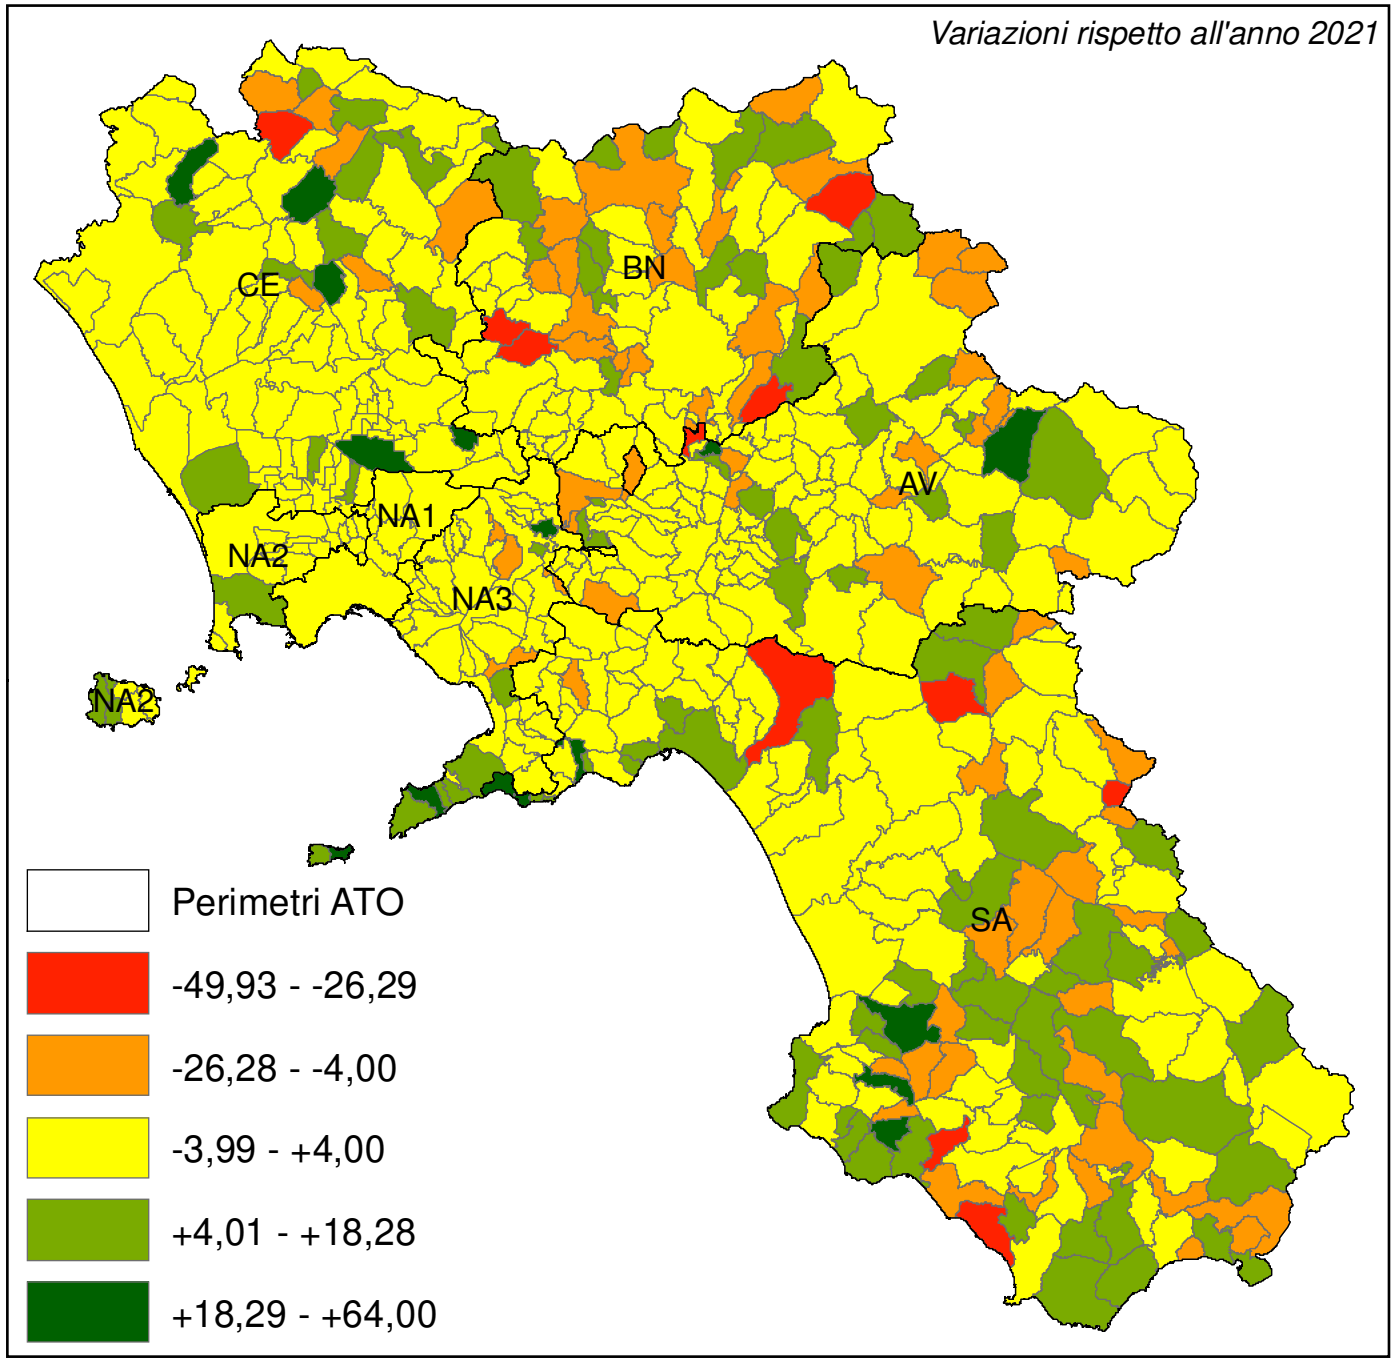 Variazioni rispetto all'anno 2021
CE
BN
AV
NA1
NA2
NA3
NA2
SA
Perimetri ATO
-49,93 - -26,29
-26,28 - -4,00
-3,99 - +4,00
+4,01 - +18,28
+18,29 - +64,00